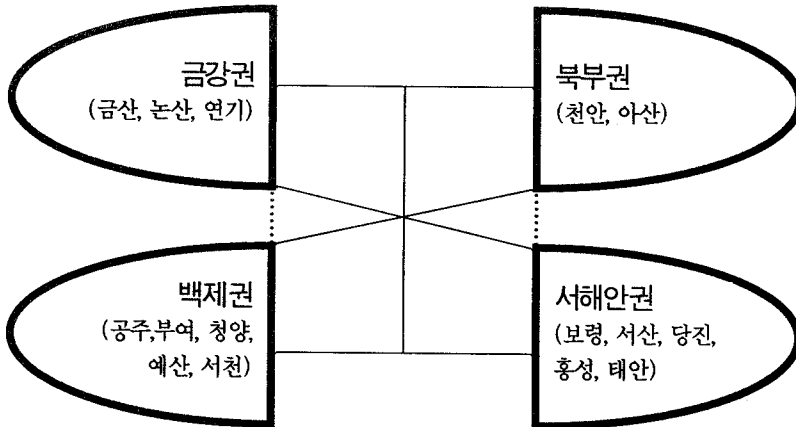 금강권
(금산, 논산, 연기)
북부권
(천안, 아산)
백제권
(공주,부여, 청양,
예산, 서천)
서해안권
(보령, 서산, 당진,
홍성, 태안)